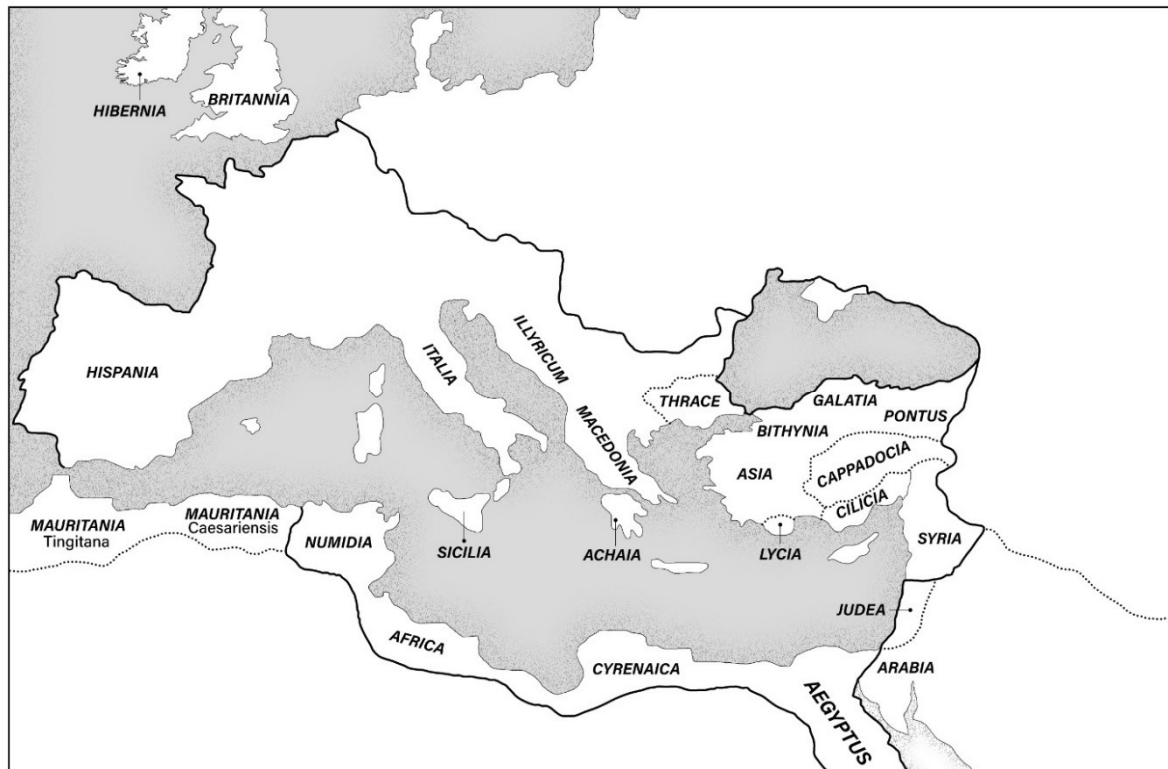 HIBERNIA
BRITANNIA
HISPANIA
ITALIA
ILLYRICUM
MACEDONIA
THRACE
GALATIA
PONTUS
BITHYNIA
ASIA
CAPPADOCIA
CILICIA
MAURITANIA
Tingitana
MAURITANIA
Caesariensis
NUMIDIA
SICILIA
ACHAIA
LYCIA
SYRIA
JUDEA
AFRICA
CYRENAICA
ARABIA
AEGYPTUS